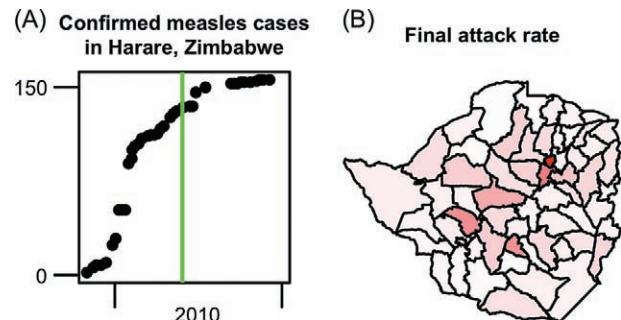 (A) Confirmed measles cases
in Harare, Zimbabwe
150
0
2010
(B) Final attack rate